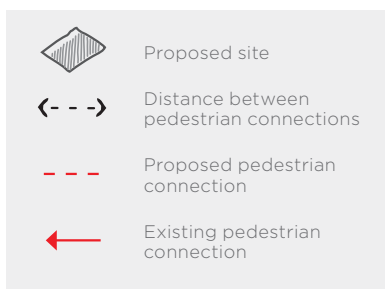 Proposed site
Distance between
pedestrian connections
Proposed pedestrian
connection
Existing pedestrian
connection